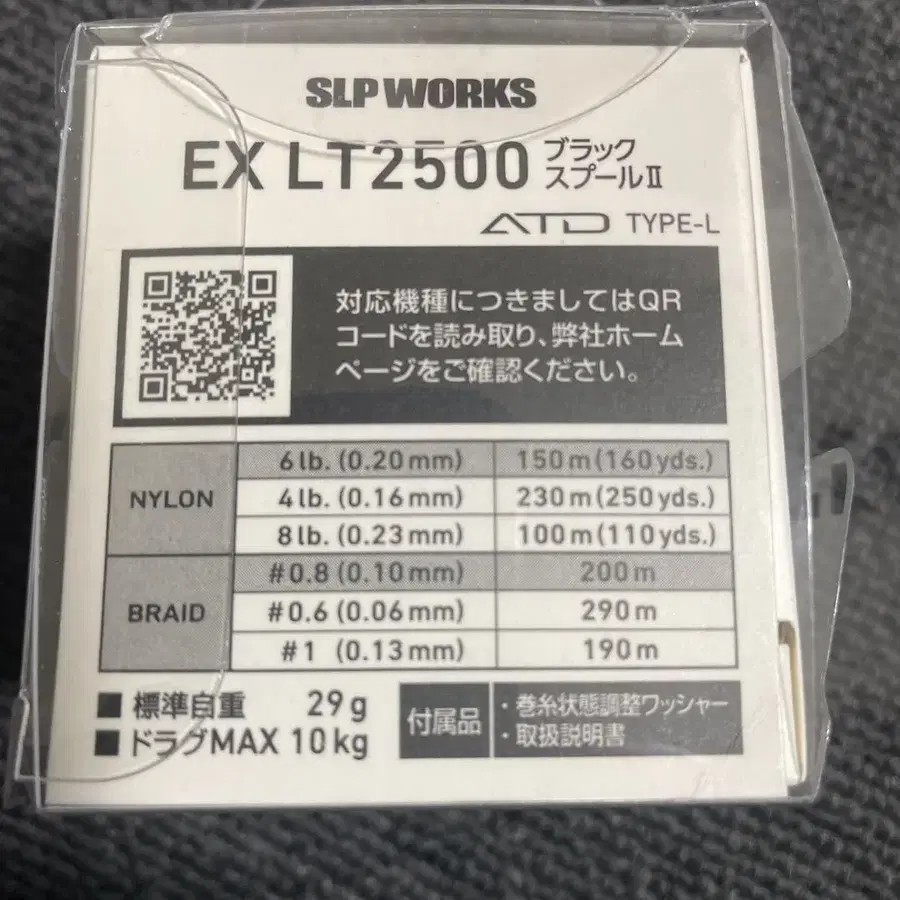 SLP WORKS
EX LT2500 ブラック
スプールⅡ
ATD TYPE-L
対応機種につきましてはQR
コードを読み取り、弊社ホーム
ページをご確認ください。
NYLON
6lb. (0.20mm) 150m(160yds.)
4lb. (0.16mm) 230m(250yds.)
8lb. (0.23mm) 100m(110yds.)
BRAID
#0.8 (0.10mm) 200m
#0.6 (0.06mm) 290m
#1 (0.13mm) 190m
■ 標準自重 29g
■ ドラグMAX 10kg
付属品
・巻糸状態調整ワッシャー
・取扱説明書